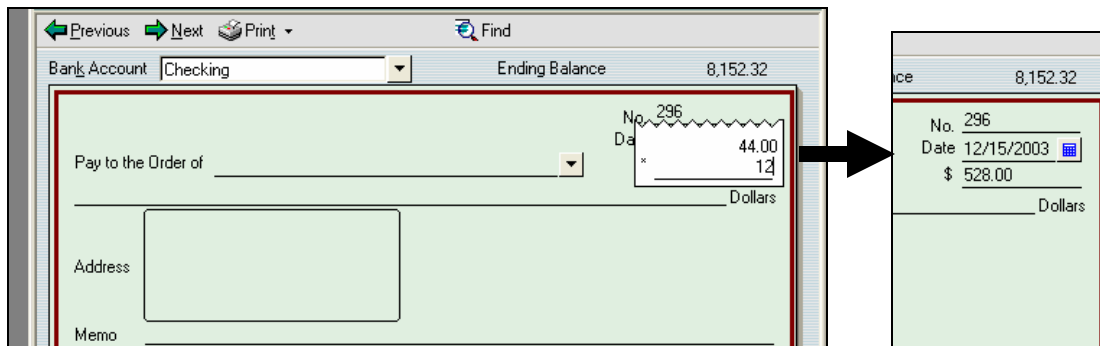 Previous Next Print Find
Bank Account Checking Ending Balance 8,152.32
No. 296
Da
44.00
Pay to the Order of
* 12
Dollars
Address
Memo
nce 8,152.32
No. 296
Date 12/15/2003
$ 528.00
Dollars